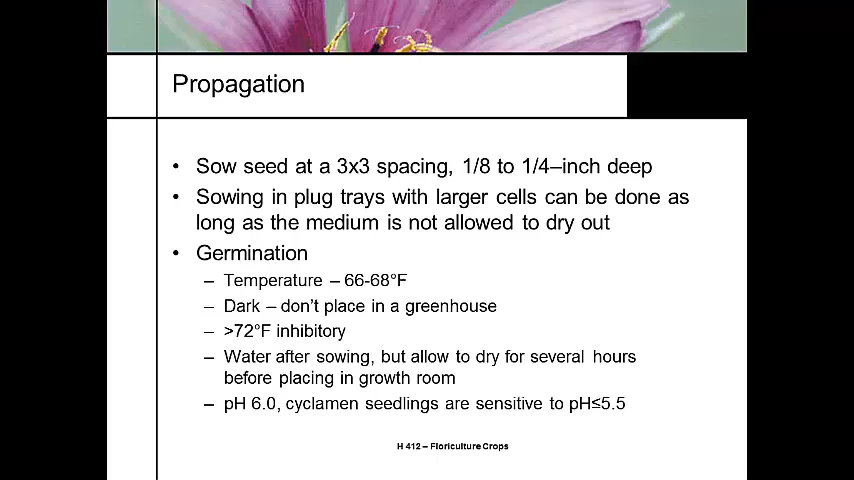 Propagation
• Sow seed at a 3x3 spacing, 1/8 to 1/4–inch deep
• Sowing in plug trays with larger cells can be done as
long as the medium is not allowed to dry out
• Germination
– Temperature – 66-68°F
– Dark – don't place in a greenhouse
– >72°F inhibitory
– Water after sowing, but allow to dry for several hours
before placing in growth room
– pH 6.0, cyclamen seedlings are sensitive to pH≤5.5
H 412 – Floriculture Crops